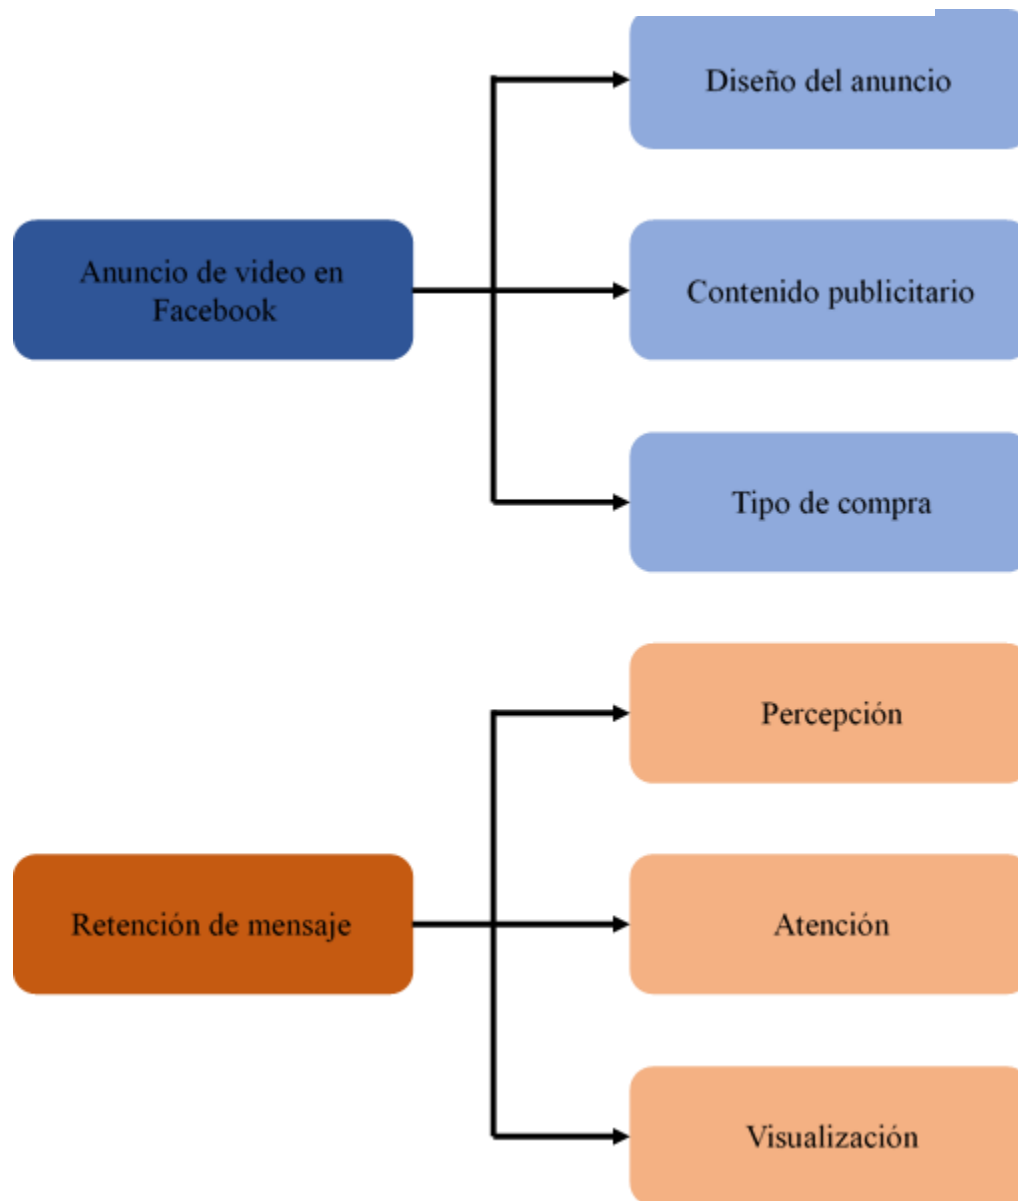 Diseño del anuncio
Anuncio de video en
Facebook
Contenido publicitario
Tipo de compra
Percepción
Retención de mensaje
Atención
Visualización